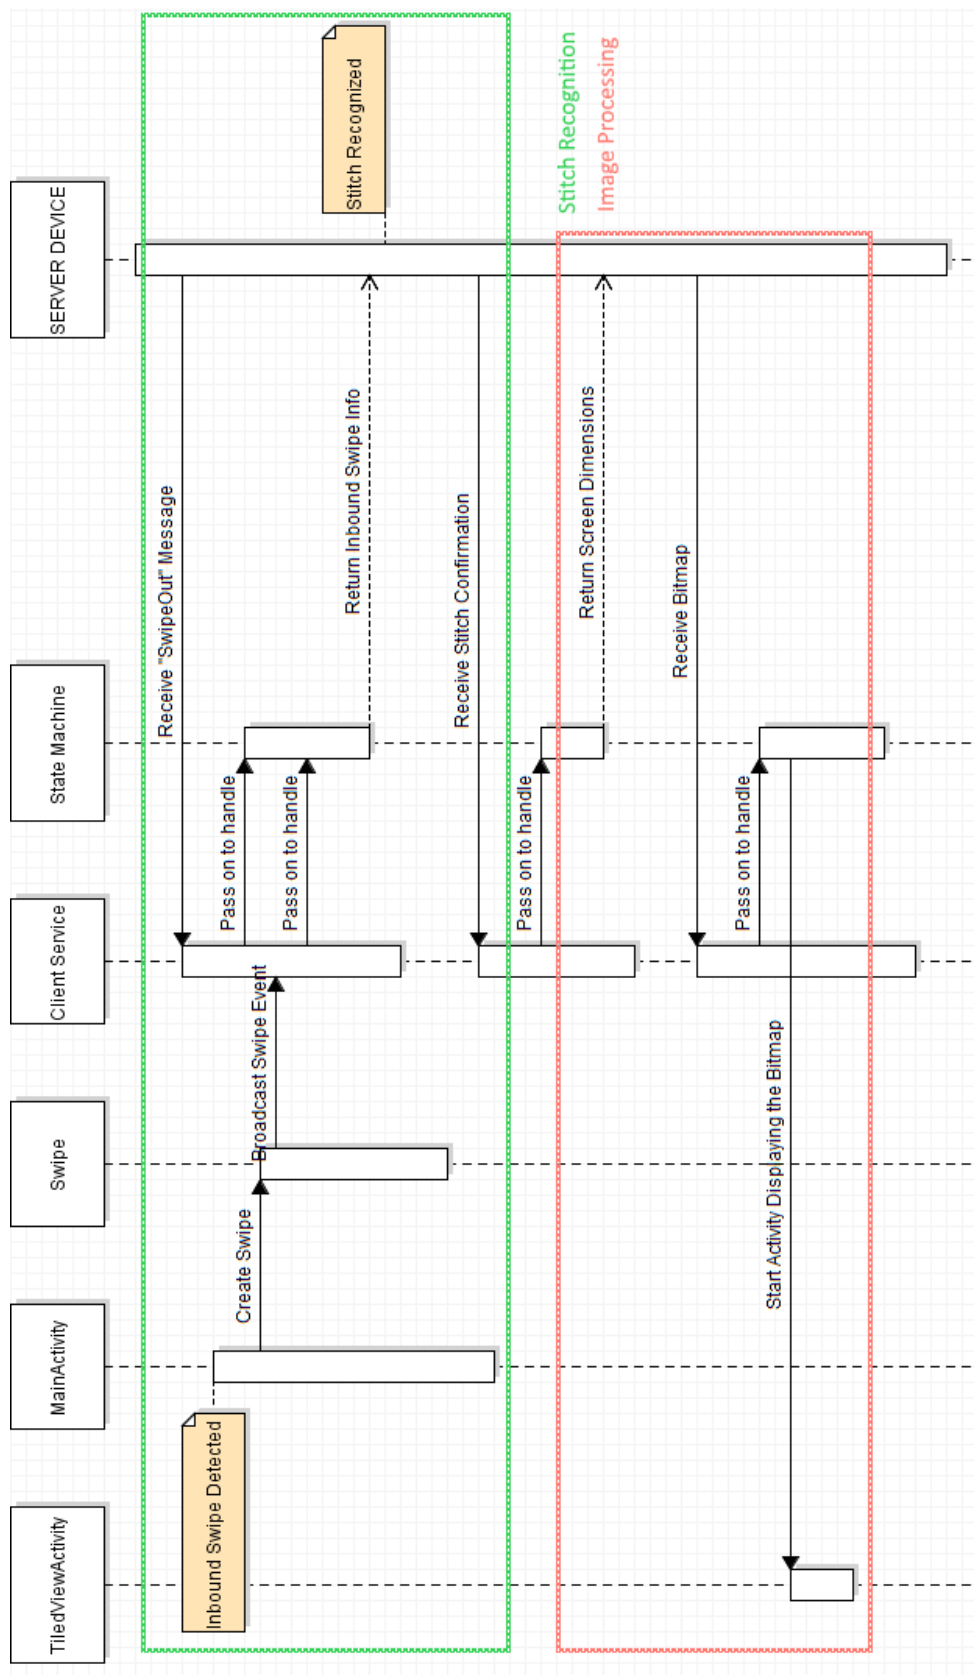 TiledViewActivity
MainActivity
Swipe
Client Service
State Machine
SERVER DEVICE
Receive "SwipeOut" Message
Inbound Swipe Detected
Pass on to handle
Create Swipe
Broadcast Swipe Event
Pass on to handle
Return Inbound Swipe Info
Stitch Recognized
Receive Stitch Confirmation
Pass on to handle
Stitch Recognition
Image Processing
Return Screen Dimensions
Receive Bitmap
Pass on to handle
Start Activity Displaying the Bitmap